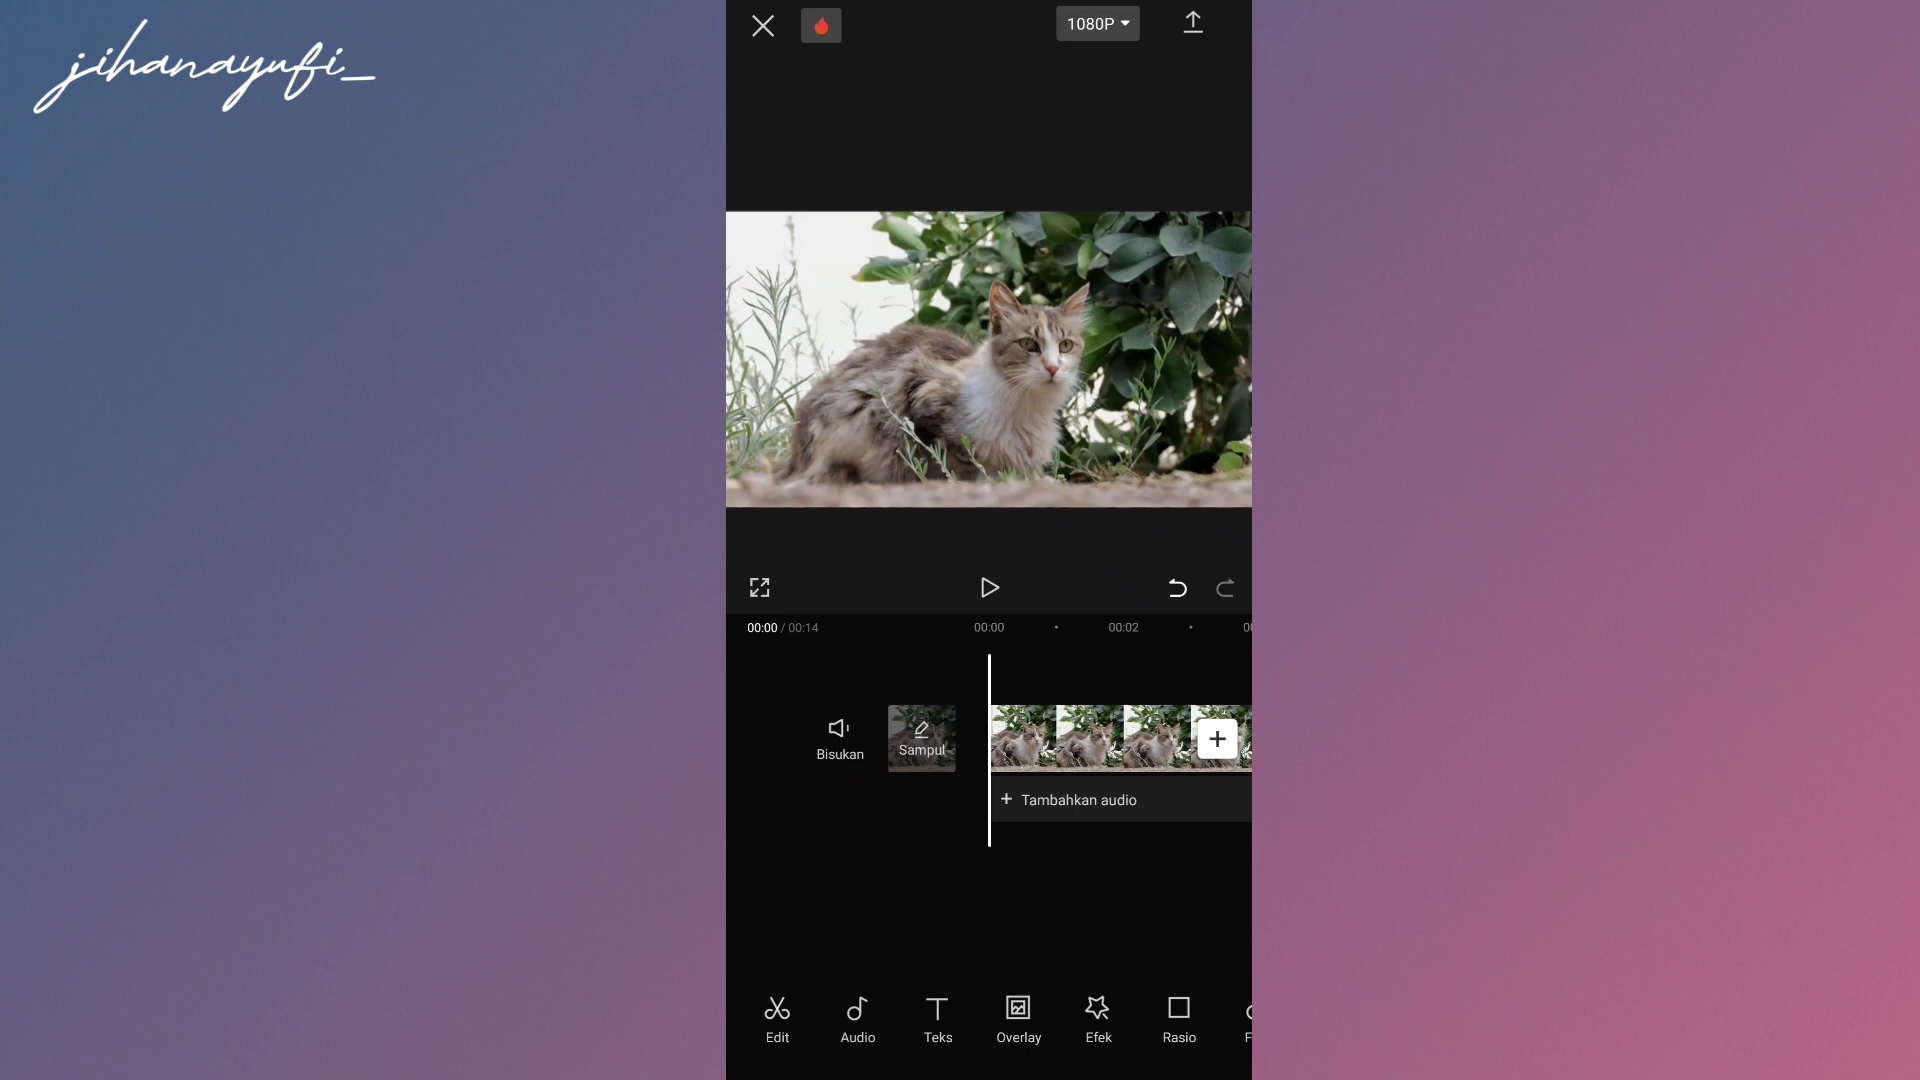 jihanayufi_
1080P
00:00 / 00:14
00:00
00:02
Bisukan
Sampul
+ Tambahkan audio
Edit
Audio
Teks
Overlay
Efek
Rasio